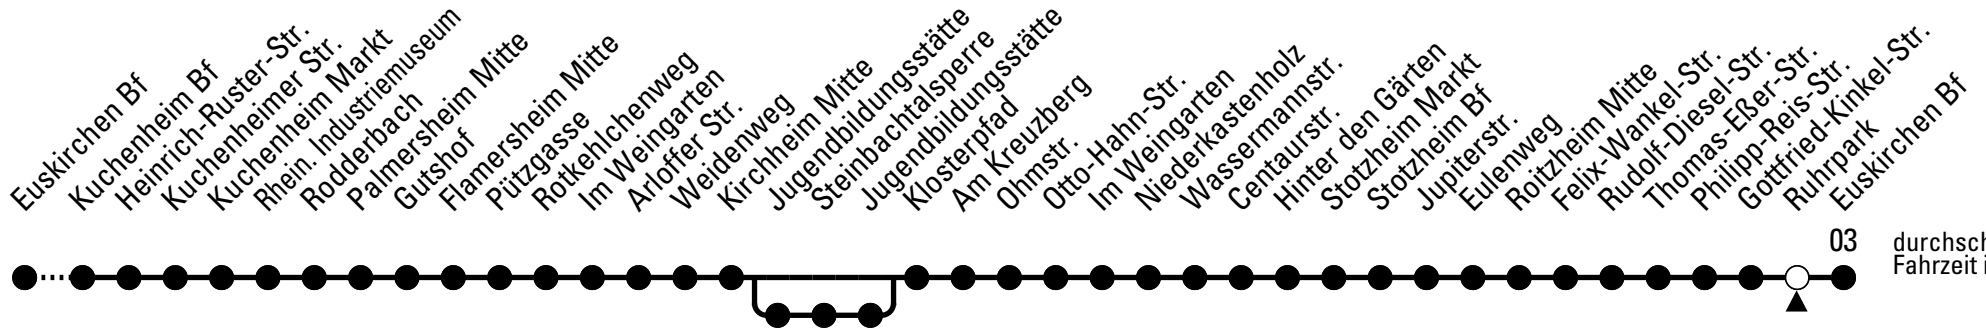 Euskirchen Bf
Kuchenheim Bf
Heinrich-Ruster-Str.
Kuchenheimer Str.
Kuchenheim Markt
Rhein. Industriemuseum
Rodderbach
Palmersheim Mitte
Gutshof
Flamersheim Mitte
Pützgasse
Rotkehlchenweg
Im Weingarten
Arloffer Str.
Weidenweg
Kirchheim Mitte
Jugendbildungsstätte
Steinbachtalsperre
Jugendbildungsstätte
Klosterpfad
Am Kreuzberg
Ohmstr.
Otto-Hahn-Str.
Im Weingarten
Niederkastenholz
Wassermannstr.
Centaurstr.
Hinter den Gärten
Stotzheim Markt
Stotzheim Bf
Jupiterstr.
Eulenweg
Roitzheim Mitte
Felix-Wankel-Str.
Rudolf-Diesel-Str.
Thomas-Eßer-Str.
Philipp-Reis-Str.
Gottfried-Kinkel-Str.
Ruhrpark
Euskirchen Bf
03
durchsch
Fahrzeit i